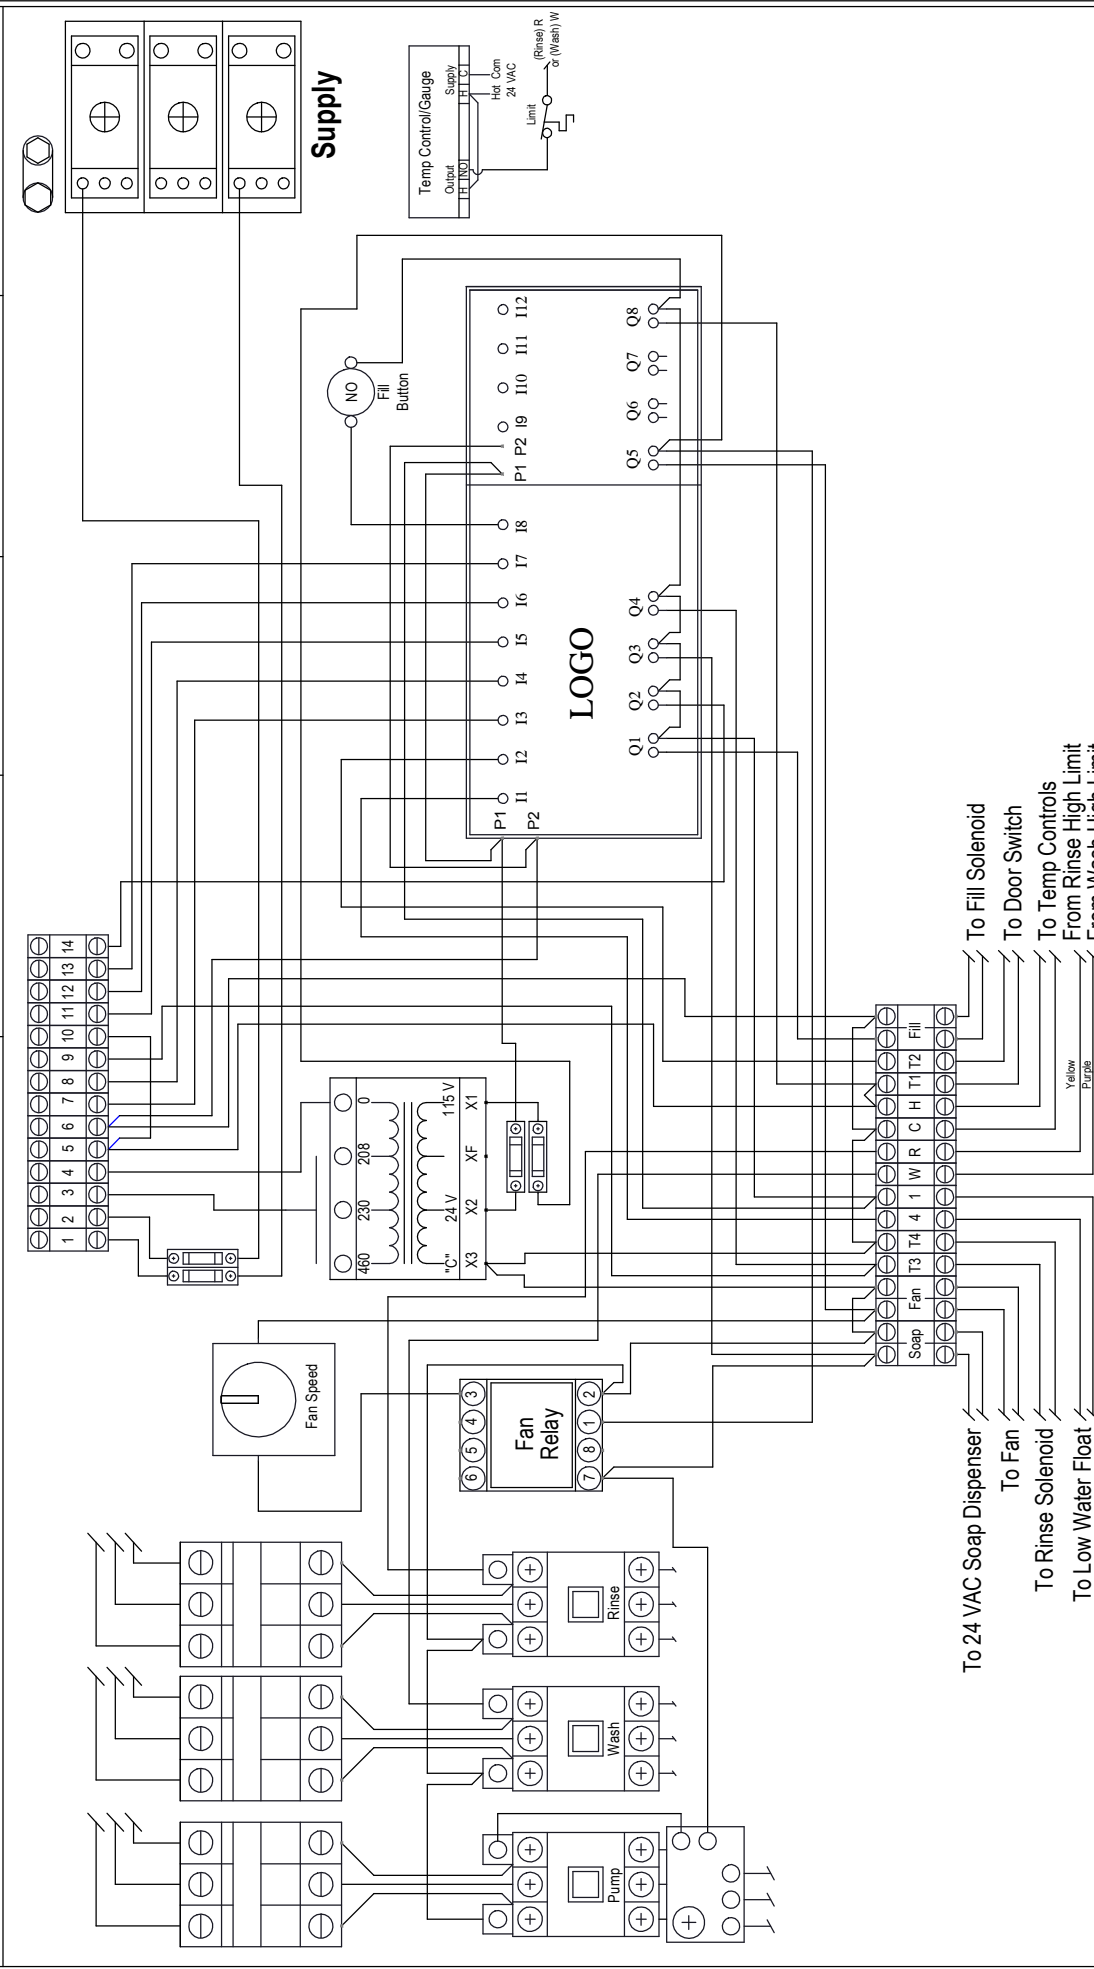 Supply
Temp Control/Gauge
Output
Supply
H
NO
H
C
Hot
Com
24 VAC
Limit
(Rinse) R
or (Wash) W
NO
Fill
Button
1
2
3
4
5
6
7
8
9
10
11
12
13
14
460
230
208
0
"C"
24 V
115 V
X3
X2
XF
X1
P1
P2
I1
I2
I3
I4
I5
I6
I7
I8
P1
P2
I9
I10
I11
I12
LOGO
Q1
Q2
Q3
Q4
Q5
Q6
Q7
Q8
Fan Speed
6
5
4
3
Fan
Relay
7
8
1
2
Pump
Wash
Rinse
Soap
Fan
T3
T4
4
1
W
R
C
H
T1
T2
Fill
To Fill Solenoid
To Door Switch
To Temp Controls
From Rinse High Limit
From Wash High Limit
Yellow
Purple
To 24 VAC Soap Dispenser
To Fan
To Rinse Solenoid
To Low Water Float